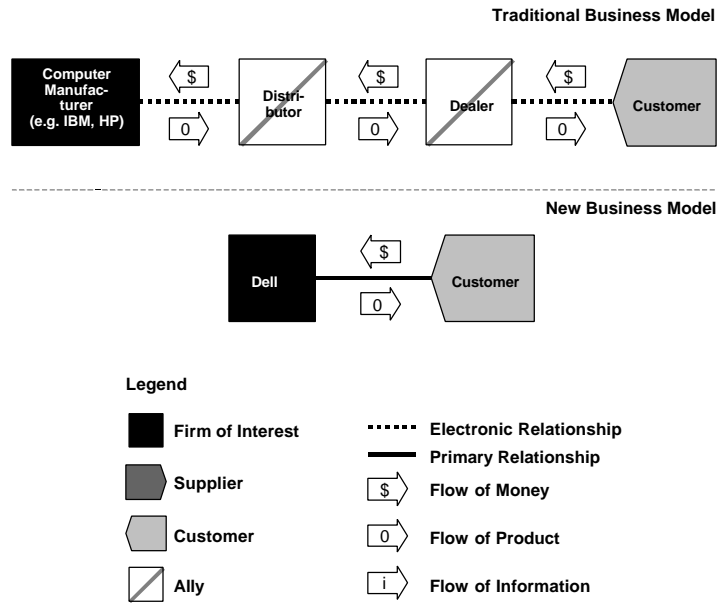 Traditional Business Model
Computer
Manufac-
turer
(e.g. IBM, HP)
$
0
Distri-
butor
$
0
Dealer
$
0
Customer
New Business Model
Dell
$
0
Customer
Legend
Firm of Interest
Supplier
Customer
Ally
Electronic Relationship
Primary Relationship
$
Flow of Money
0
Flow of Product
i
Flow of Information